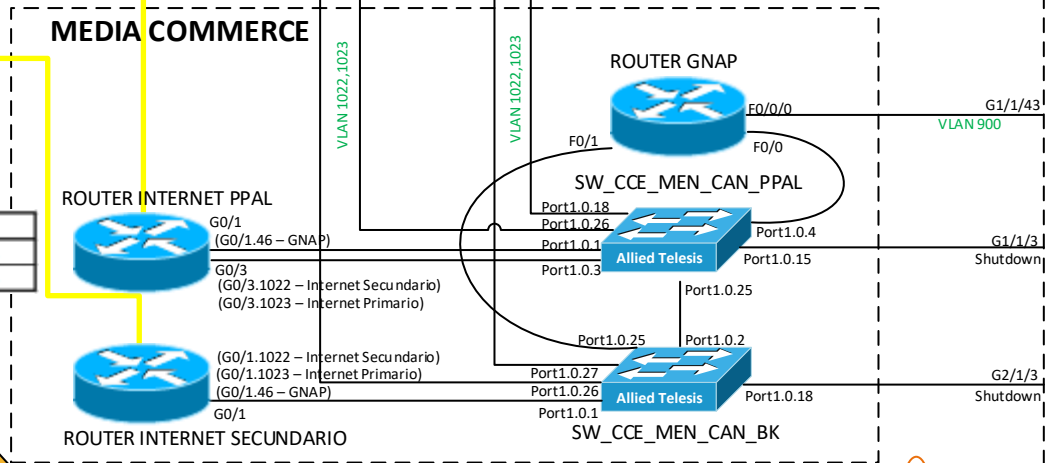 MEDIA COMMERCE
VLAN 1022,1023
VLAN 1022,1023
ROUTER GNAP
F0/0/0
G1/1/43
VLAN 900
F0/1
F0/0
SW_CCE_MEN_CAN_PPAL
ROUTER INTERNET PPAL
Port1.0.18
G0/1
Port1.0.26
Port1.0.4
(G0/1.46 – GNAP)
Port1.0.1
G1/1/3
Allied Telesis
Port1.0.15
Shutdown
G0/3
Port1.0.3
(G0/3.1022 – Internet Secundario)
Port1.0.25
(G0/3.1023 – Internet Primario)
Port1.0.25
Port1.0.2
(G0/1.1022 – Internet Secundario)
(G0/1.1023 – Internet Primario)
Port1.0.27
G2/1/3
(G0/1.46 – GNAP)
Port1.0.26
Allied Telesis
Port1.0.18
Shutdown
G0/1
Port1.0.1
ROUTER INTERNET SECUNDARIO
SW_CCE_MEN_CAN_BK